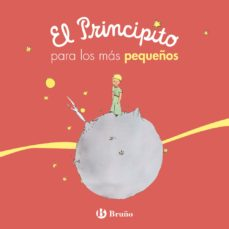 El Principito
para los más pequeños
Bruño